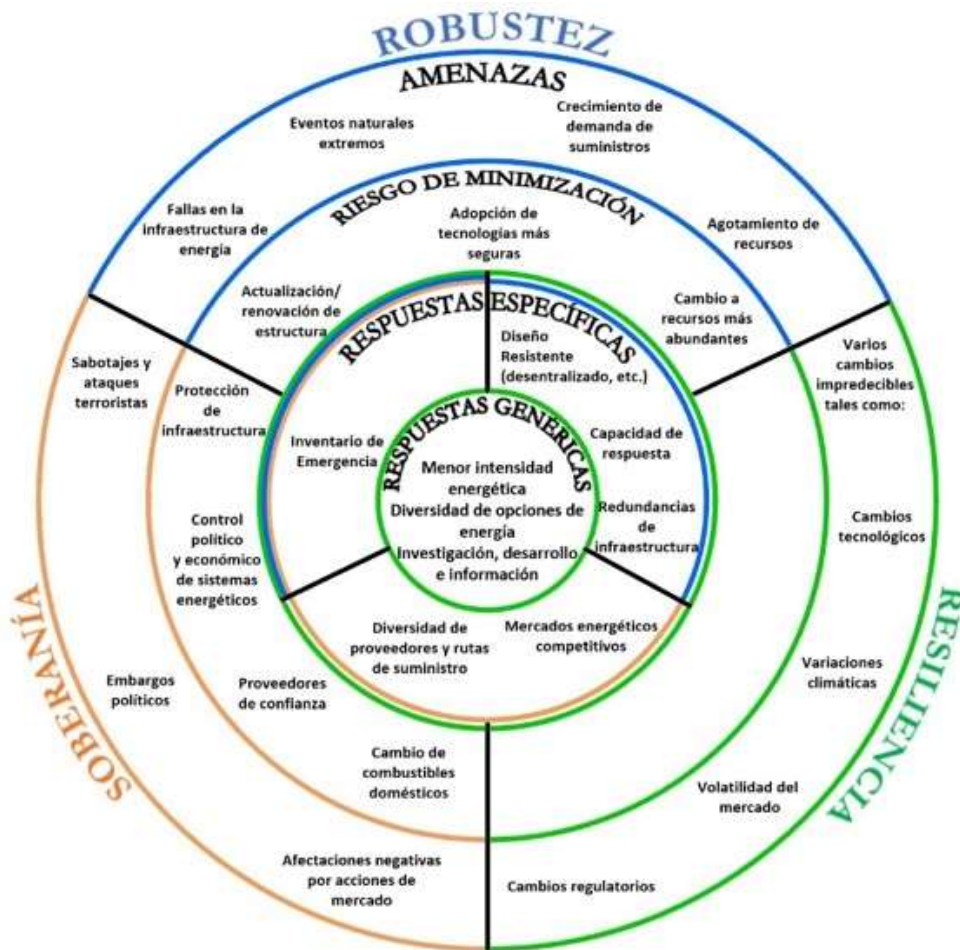 ROBUSTEZ
AMENAZAS
Eventos naturales
extremos
Crecimiento de
demanda de
suministros
Fallas en la
infraestructura de
energía
Agotamiento de
recursos
RIESGO DE MINIMIZACIÓN
Adopción de
tecnologías más
seguras
Actualización/
renovación de
estructura
Cambio a
recursos más
abundantes
RESPUESTAS ESPECÍFICAS
Diseño
Resistente
(desentralizado, etc.)
Inventario de
Emergencia
Capacidad de
respuesta
Redundancias
de
infraestructura
RESPUESTAS GENÉRICAS
Menor intensidad
energética
Diversidad de opciones de
energía
Investigación, desarrollo
e información
Diversidad de
proveedores y rutas
de suministro
Mercados energéticos
competitivos
SOBERANÍA
Sabotajes y
ataques
terroristas
Protección
de
infraestructura
Control
político
y económico
de sistemas
energéticos
Embargos
políticos
Proveedores
de confianza
Cambio de
combustibles
domésticos
Afectaciones negativas
por acciones de
mercado
RESILIENCIA
Varios
cambios
impredecibles
tales como:
Cambios
tecnológicos
Variaciones
climáticas
Volatilidad del
mercado
Cambios regulatorios